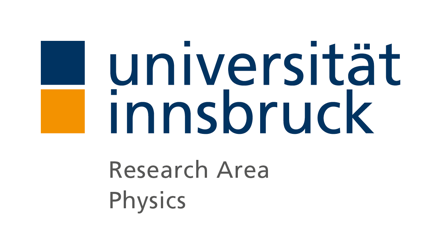 universität
innsbruck
Research Area
Physics